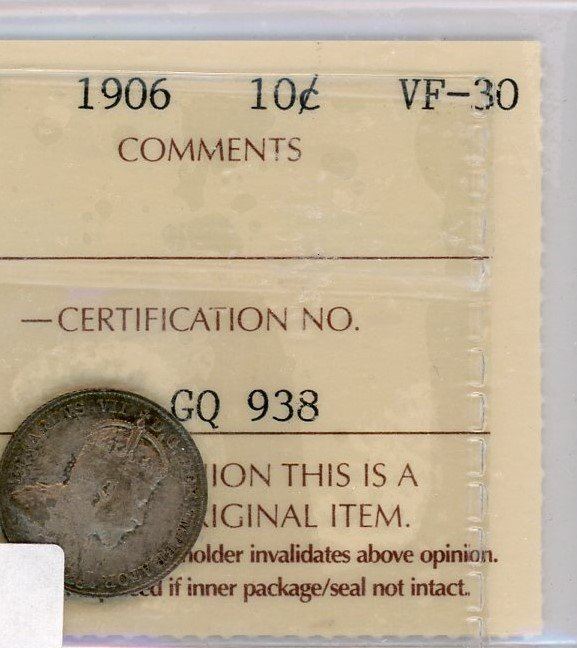 1906 10¢ VF-30
COMMENTS
—CERTIFICATION NO.
GQ 938
THIS IS A
ITEM.
invalidates above opinion.
if inner package/seal not intact.